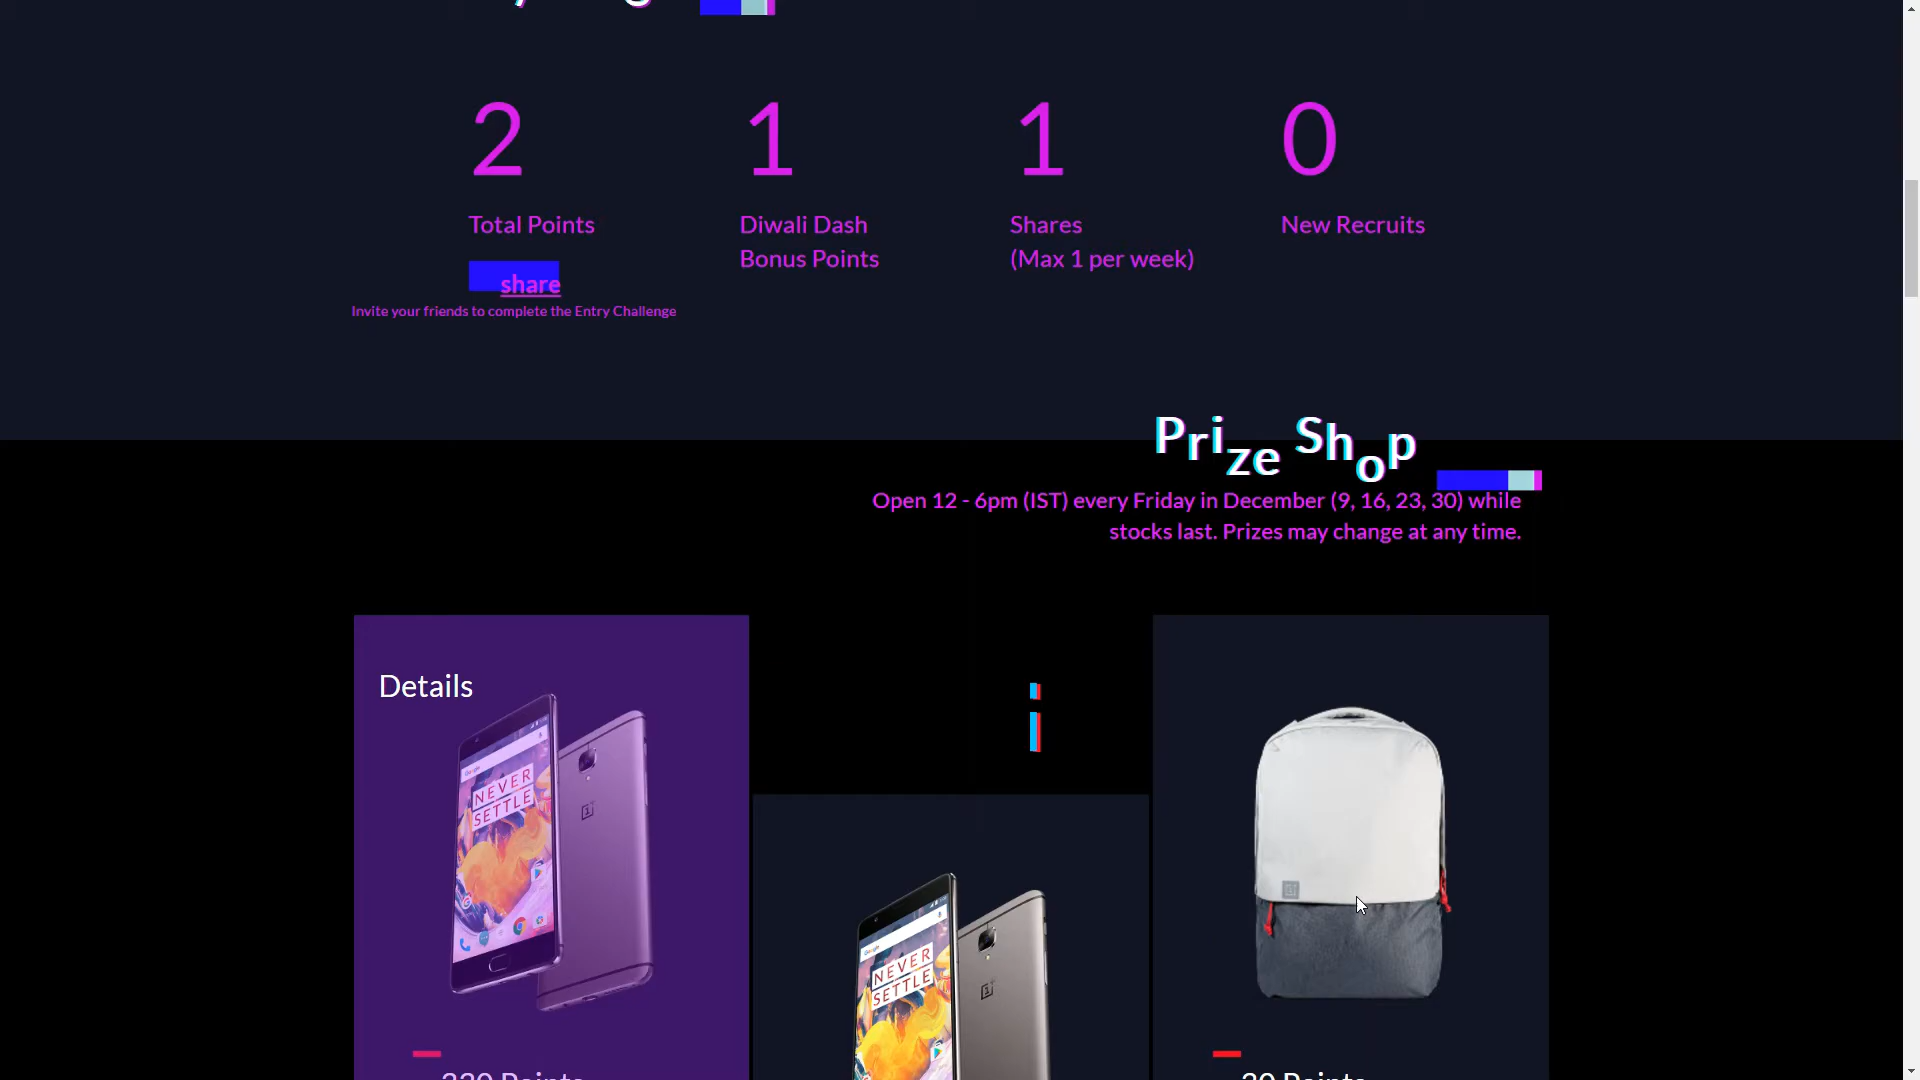 2
1
1
0
Total Points
Diwali Dash
Bonus Points
Shares
(Max 1 per week)
New Recruits
share
Invite your friends to complete the Entry Challenge
Prize Shop
Open 12 - 6pm (IST) every Friday in December (9, 16, 23, 30) while
stocks last. Prizes may change at any time.
Details
NEVER
SETTLE
NEVER
SETTLE
Points
Points